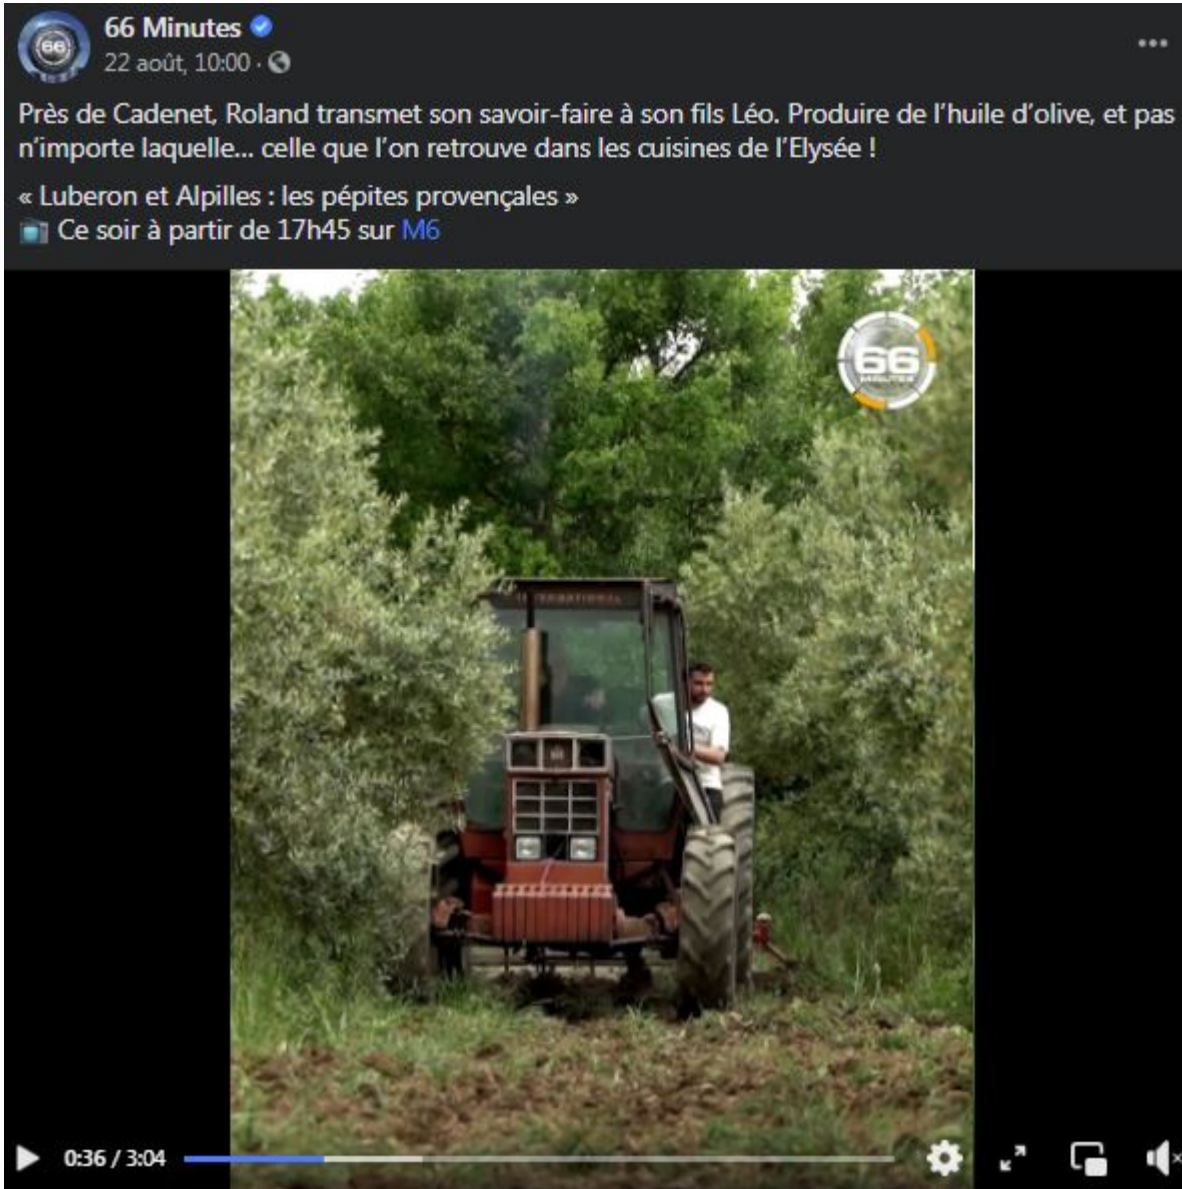 66 Minutes
22 août, 10:00 ·
Près de Cadenet, Roland transmet son savoir-faire à son fils Léo. Produire de l’huile d’olive, et pas
n’importe laquelle... celle que l’on retrouve dans les cuisines de l’Elysée !
« Luberon et Alpilles : les pépites provençales »
Ce soir à partir de 17h45 sur M6
66
MINUTES
INTERNATIONAL
0:36 / 3:04